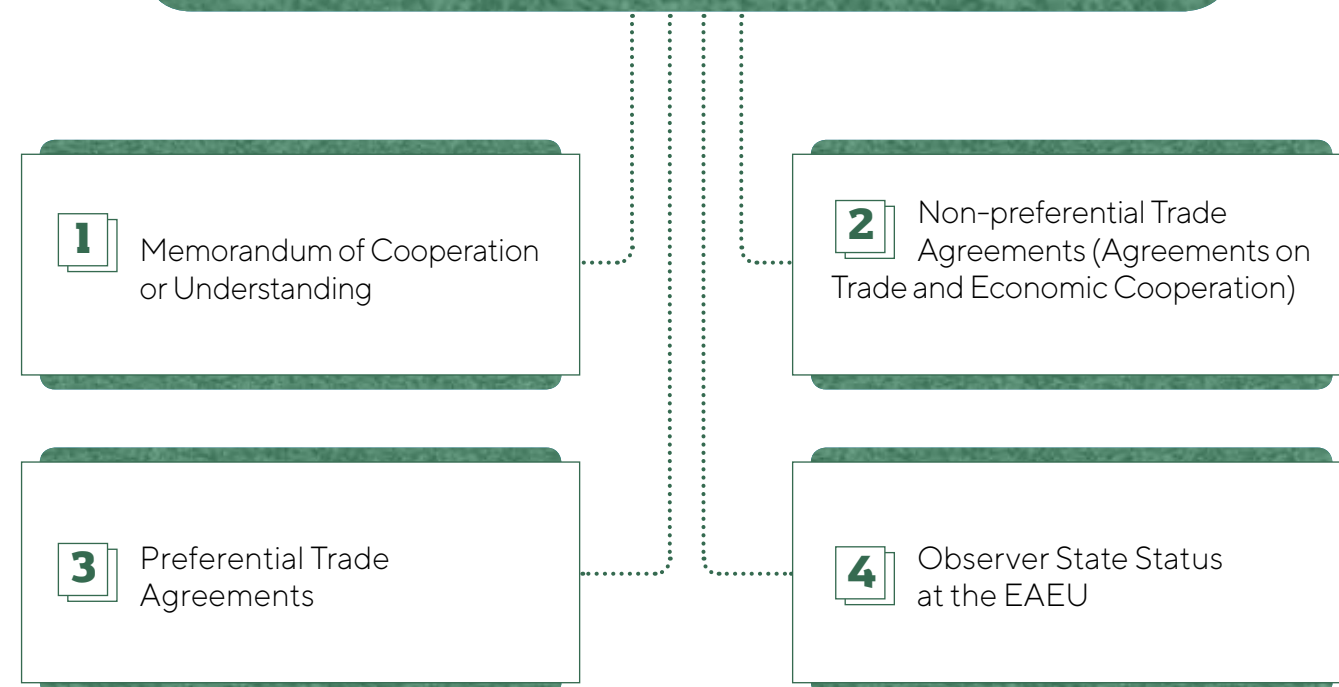 1
Memorandum of Cooperation
or Understanding
2
Non-preferential Trade
Agreements (Agreements on
Trade and Economic Cooperation)
3
Preferential Trade
Agreements
4
Observer State Status
at the EAEU